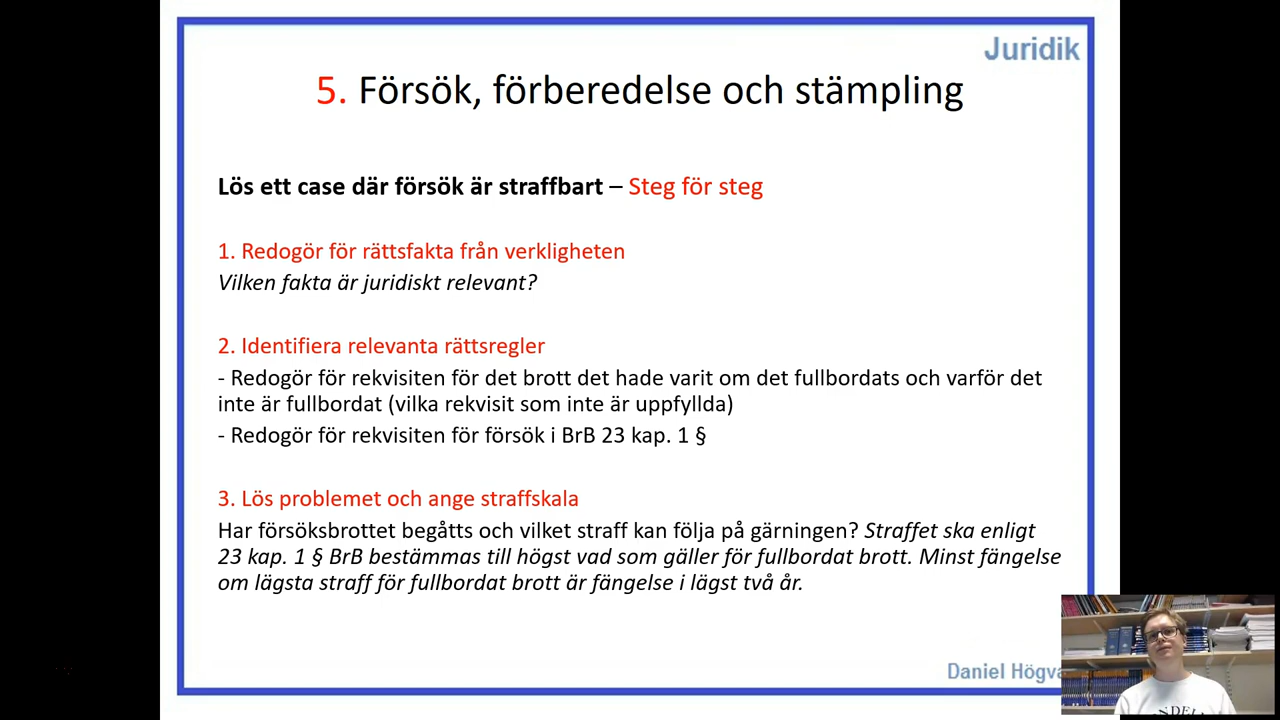 Juridik
5. Försök, förberedelse och stämpling
Lös ett case där försök är straffbart – Steg för steg
1. Redogör för rättsfakta från verkligheten
Vilken fakta är juridiskt relevant?
2. Identifiera relevanta rättsregler
- Redogör för rekvisiten för det brott det hade varit om det fullbordats och varför det
inte är fullbordat (vilka rekvisit som inte är uppfyllda)
- Redogör för rekvisiten för försök i BrB 23 kap. 1 §
3. Lös problemet och ange straffskala
Har försöksbrottet begåtts och vilket straff kan följa på gärningen? Straffet ska enligt
23 kap. 1 § BrB bestämmas till högst vad som gäller för fullbordat brott. Minst fängelse
om lägsta straff för fullbordat brott är fängelse i lägst två år.
Daniel